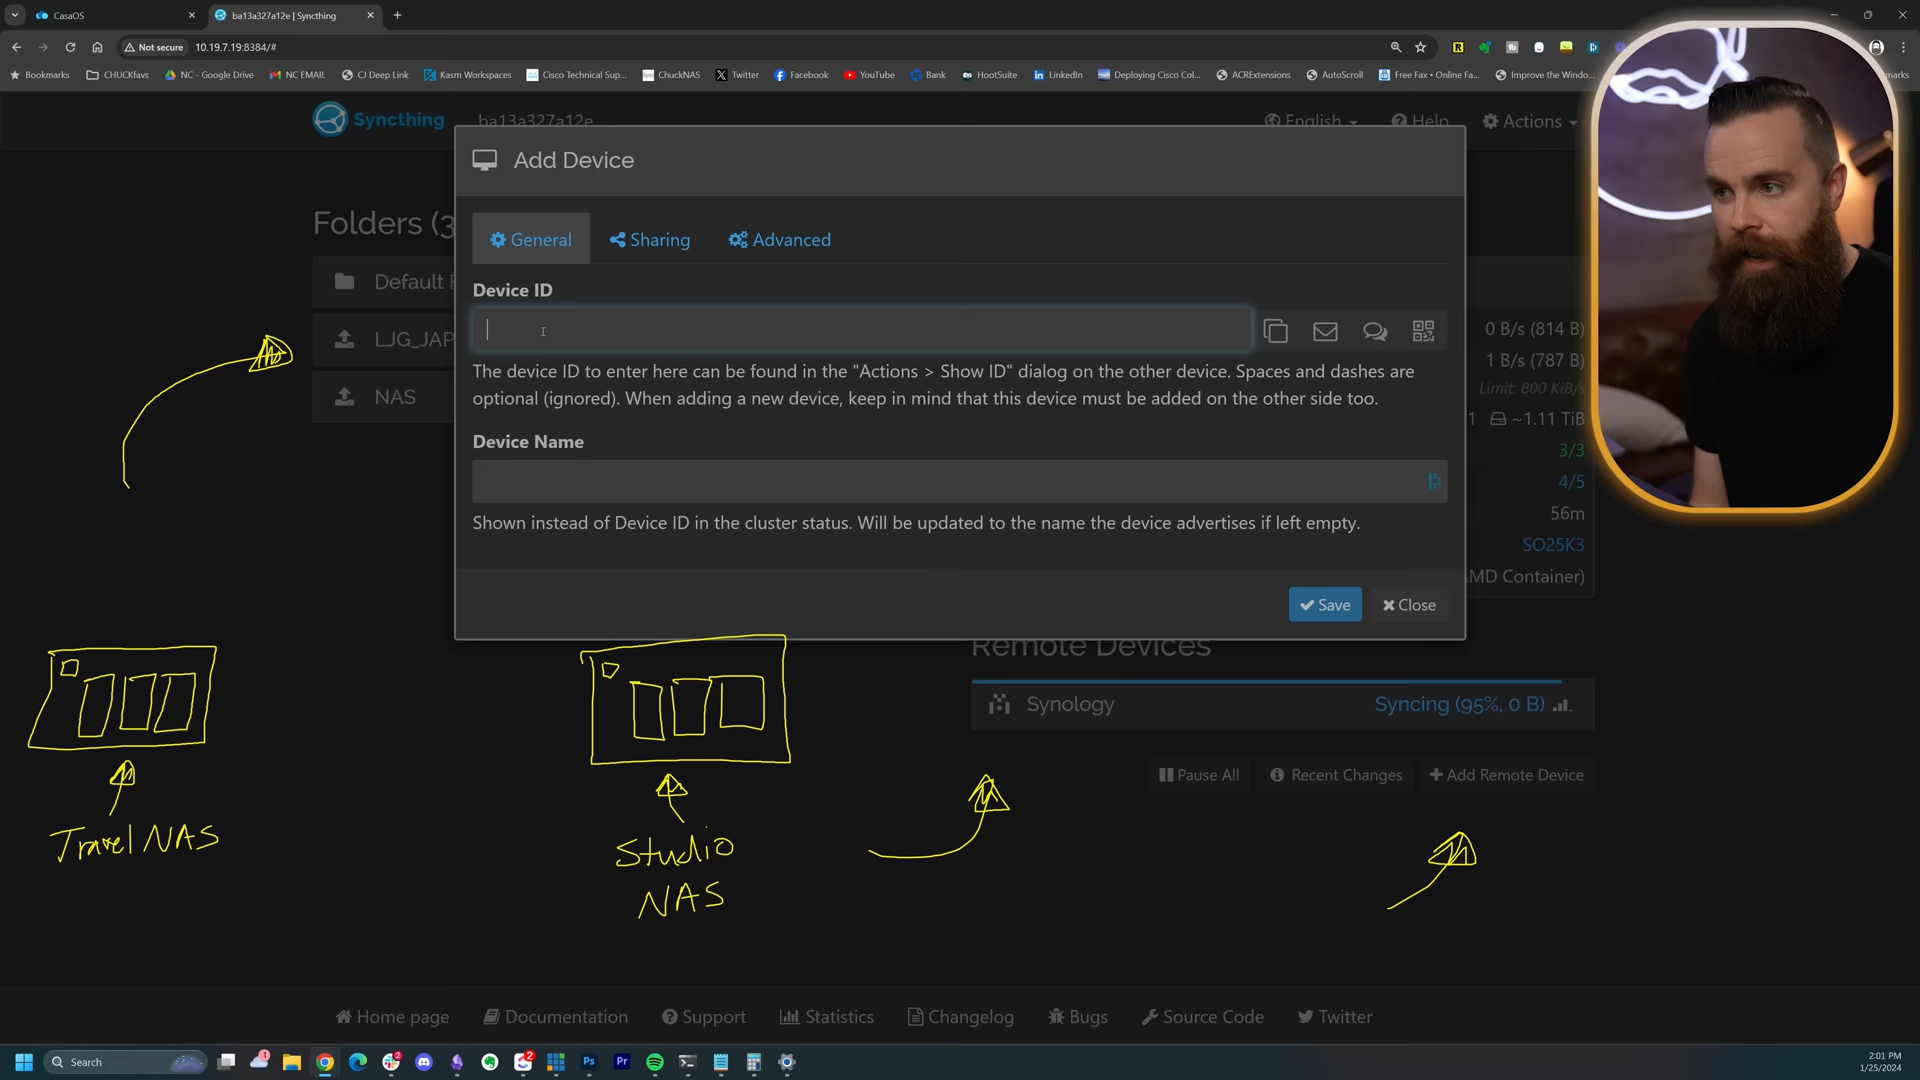 CasaOS
ba13a327a12e | Syncthing
Not secure
10.19.7.19:8384/#
Bookmarks
CHUCKfavs
NC - Google Drive
NC EMAIL
CJ Deep Link
Kasm Workspaces
Cisco Technical Sup...
ChuckNAS
Twitter
Facebook
YouTube
Bank
HootSuite
LinkedIn
Deploying Cisco Col...
ACRExtensions
AutoScroll
Free Fax • Online Fa...
Improve the Windo...
Syncthing
ba13a327a12e
English
Help
Actions
Add Device
Folders (3
General
Sharing
Advanced
Default F
LJG_JAP
NAS
Device ID
The device ID to enter here can be found in the "Actions > Show ID" dialog on the other device. Spaces and dashes are
optional (ignored). When adding a new device, keep in mind that this device must be added on the other side too.
Device Name
Shown instead of Device ID in the cluster status. Will be updated to the name the device advertises if left empty.
Save
Close
0 B/s (814 B)
1 B/s (787 B)
Limit: 800 KiB/s
1 ~1.11 TiB
3/3
4/5
56m
SO25K3
MD Container)
Remote Devices
Synology
Syncing (95%, 0 B)
Pause All
Recent Changes
Add Remote Device
Travel NAS
Studio
NAS
Home page
Documentation
Support
Statistics
Changelog
Bugs
Source Code
Twitter
Search
2:01 PM
1/25/2024